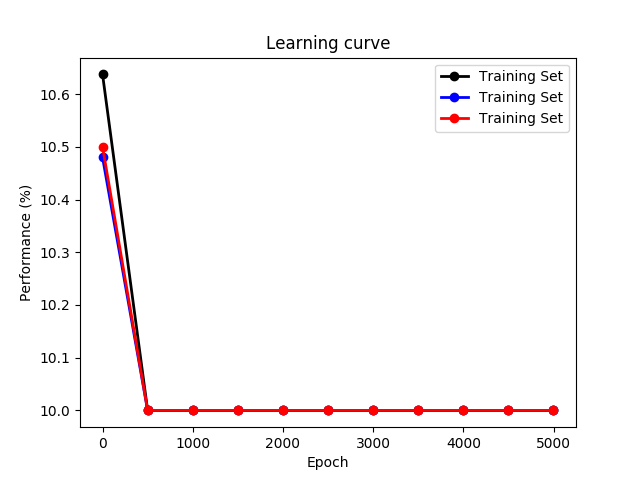 Learning curve
Training Set
Training Set
Training Set
Performance (%)
10.6
10.5
10.4
10.3
10.2
10.1
10.0
0 1000 2000 3000 4000 5000
Epoch